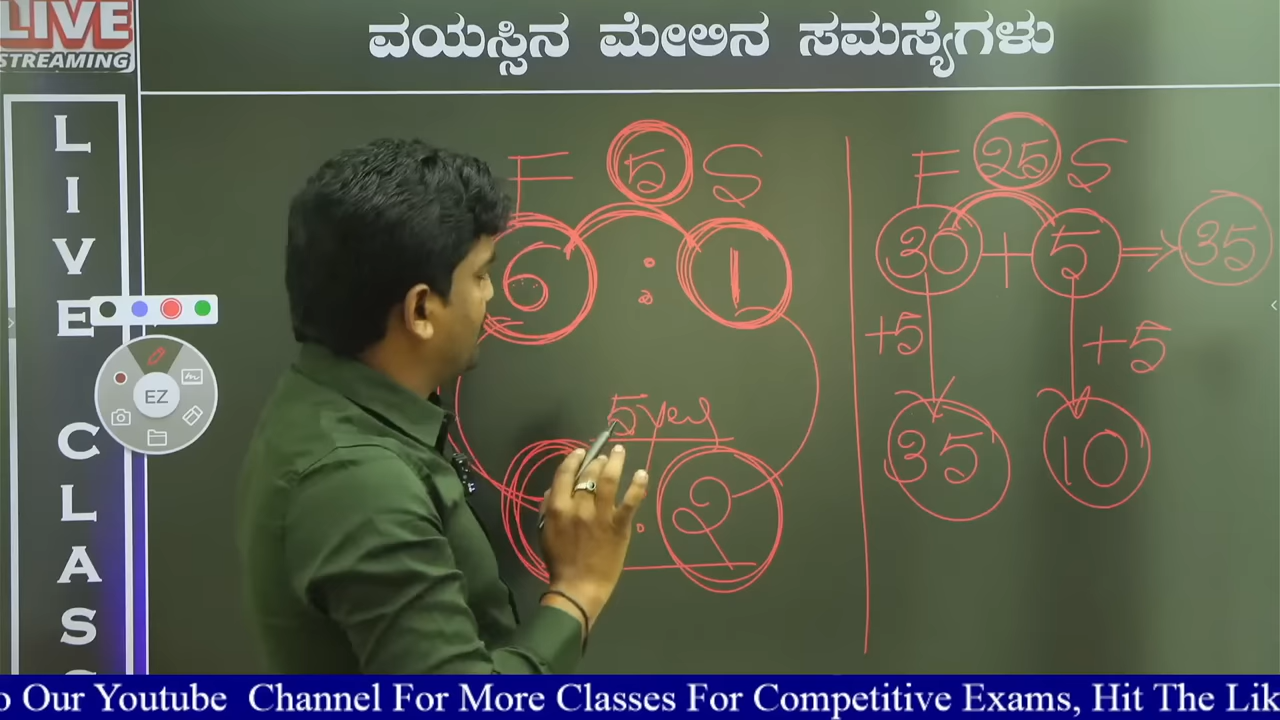 LIVE
STREAMING
ವಯಸ್ಸಿನ ಮೇಲಿನ ಸಮಸ್ಯೆಗಳು
LIVE CLAS
F 5 S
6 : 1
5
: 2
F 25 S
30 + 5 ⇒ 35
+5 +5
35 10
EZ
o Our Youtube Channel For More Classes For Competitive Exams, Hit The Lik